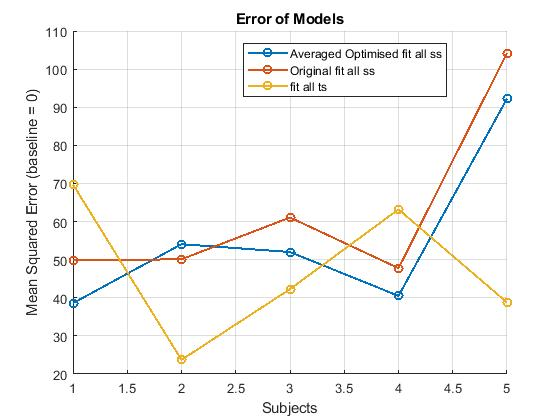 Error of Models
Averaged Optimised fit all ss
Original fit all ss
fit all ts
Mean Squared Error (baseline = 0)
110
100
90
80
70
60
50
40
30
20
1 1.5 2 2.5 3 3.5 4 4.5 5
Subjects